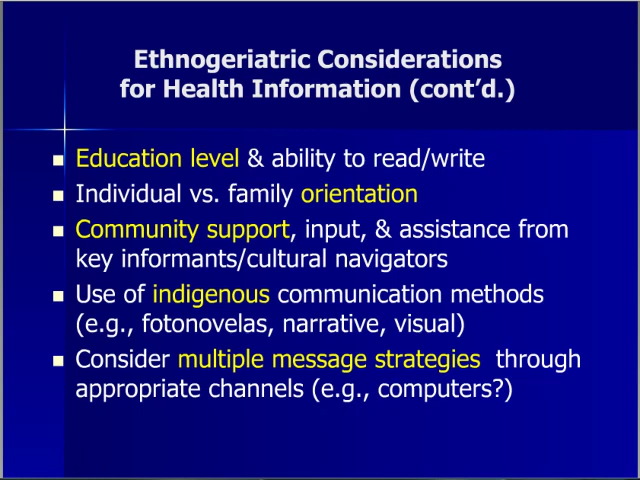 Ethnogeriatric Considerations
for Health Information (cont’d.)
Education level & ability to read/write
Individual vs. family orientation
Community support, input, & assistance from
key informants/cultural navigators
Use of indigenous communication methods
(e.g., fotonovelas, narrative, visual)
Consider multiple message strategies through
appropriate channels (e.g., computers?)